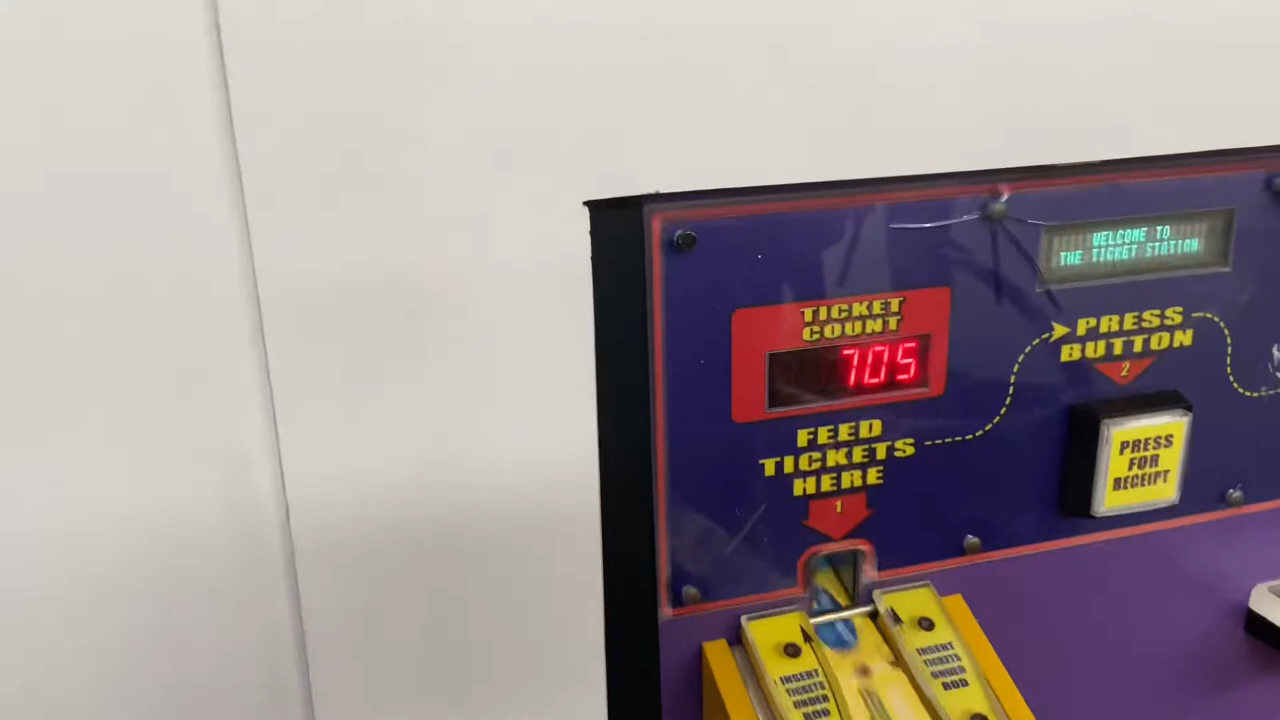 WELCOME TO
THE TICKET STATION
TICKET
COUNT
705
PRESS
BUTTON
2
FEED
TICKETS
HERE
1
PRESS
FOR
RECEIPT
INSERT
TICKETS
UNDER
ROD
INSERT
TICKETS
UNDER
ROD